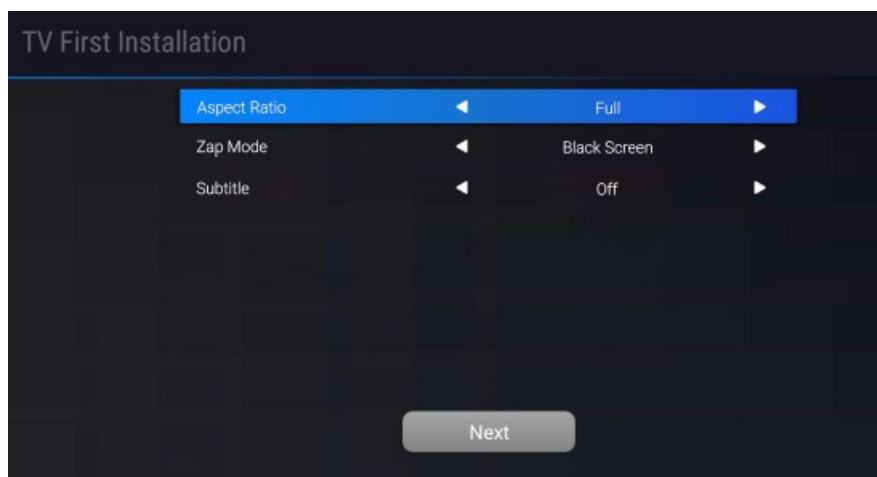 TV First Installation
Aspect Ratio Full
Zap Mode Black Screen
Subtitle Off
Next